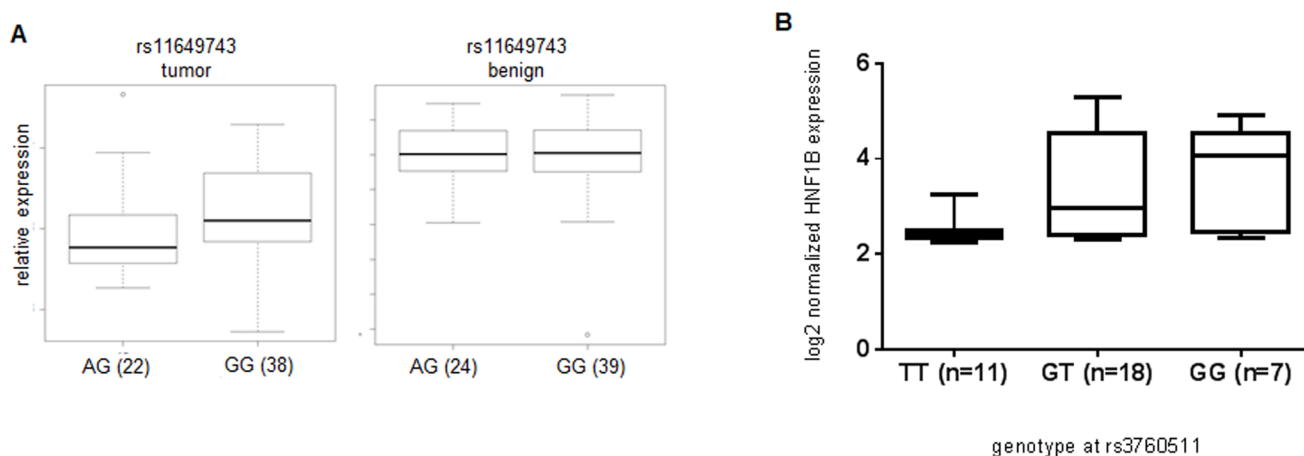 A
rs11649743
tumor
rs11649743
benign
relative expression
AG (22)
GG (38)
AG (24)
GG (39)
B
log2 normalized HNF1B expression
6
4
2
0
TT (n=11)
GT (n=18)
GG (n=7)
genotype at rs3760511